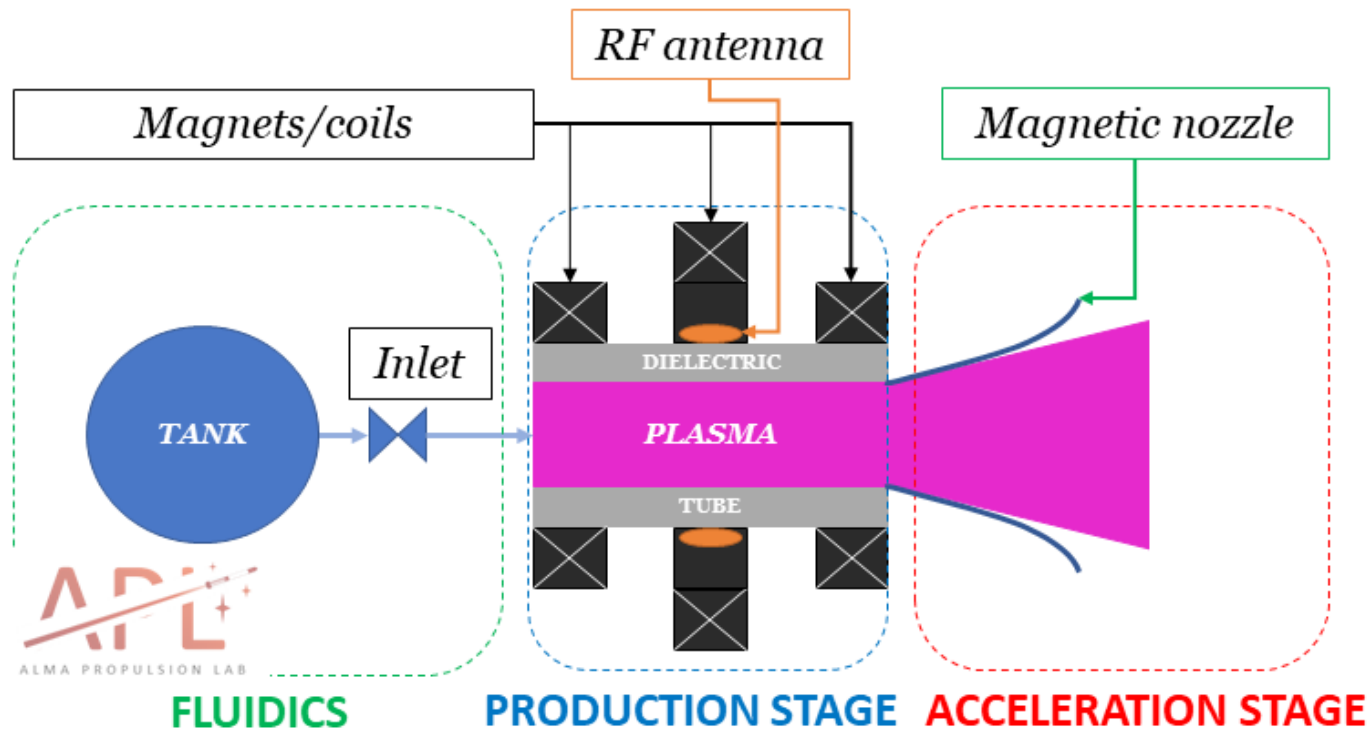 RF antenna
Magnets/coils
Magnetic nozzle
Inlet
TANK
DIELECTRIC
PLASMA
TUBE
APL
ALMA PROPULSION LAB
FLUIDICS
PRODUCTION STAGE
ACCELERATION STAGE